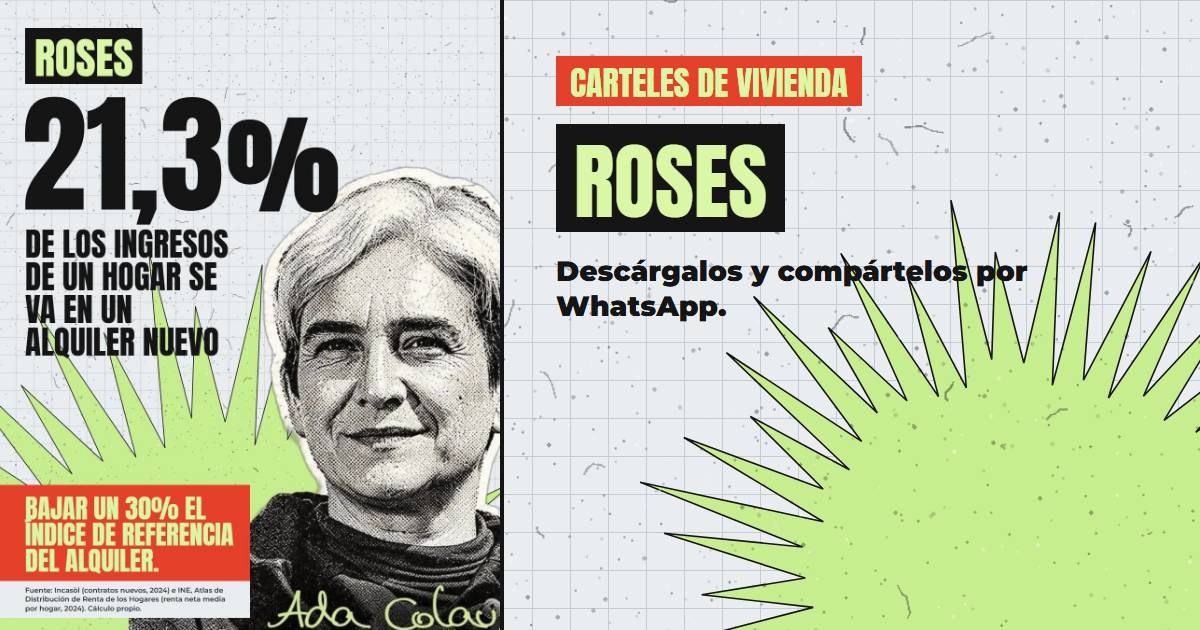 ROSES
21,3%
DE LOS INGRESOS
DE UN HOGAR SE
VA EN UN
ALQUILER NUEVO
BAJAR UN 30% EL
ÍNDICE DE REFERENCIA
DEL ALQUILER.
Fuente: Incasòl (contratos nuevos, 2024) e INE, Atlas de
Distribución de Renta de los Hogares (renta neta media
por hogar, 2024). Cálculo propio.
Ada Colau
CARTELES DE VIVIENDA
ROSES
Descárgalos y compártelos por
WhatsApp.